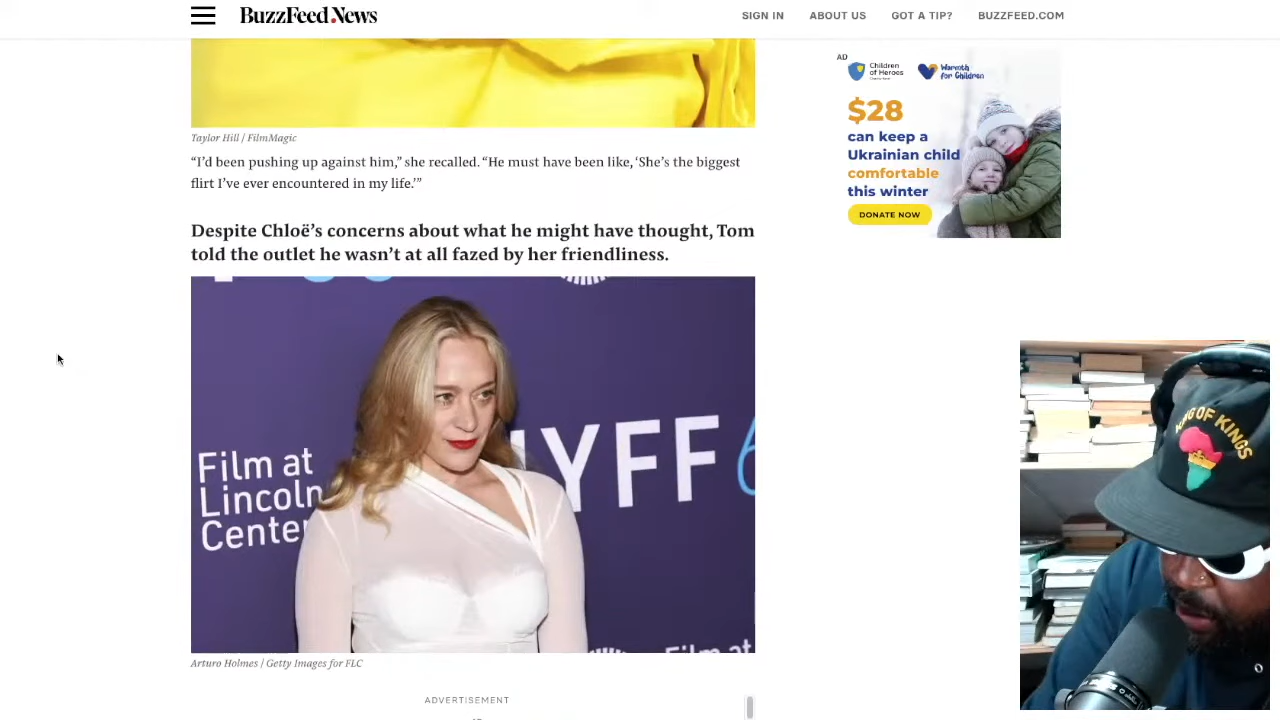 BuzzFeed.News
SIGN IN
ABOUT US
GOT A TIP?
BUZZFEED.COM
Taylor Hill / FilmMagic
“I’d been pushing up against him,” she recalled. “He must have been like, ‘She’s the biggest
flirt I’ve ever encountered in my life.’”
Despite Chloë’s concerns about what he might have thought, Tom
told the outlet he wasn’t at all fazed by her friendliness.
Film at
Lincoln
Center
NYFF
Film at
Arturo Holmes / Getty Images for FLC
ADVERTISEMENT
AD
Children
of Heroes
Warmth
for Children
$28
can keep a
Ukrainian child
comfortable
this winter
DONATE NOW
KING OF KINGS